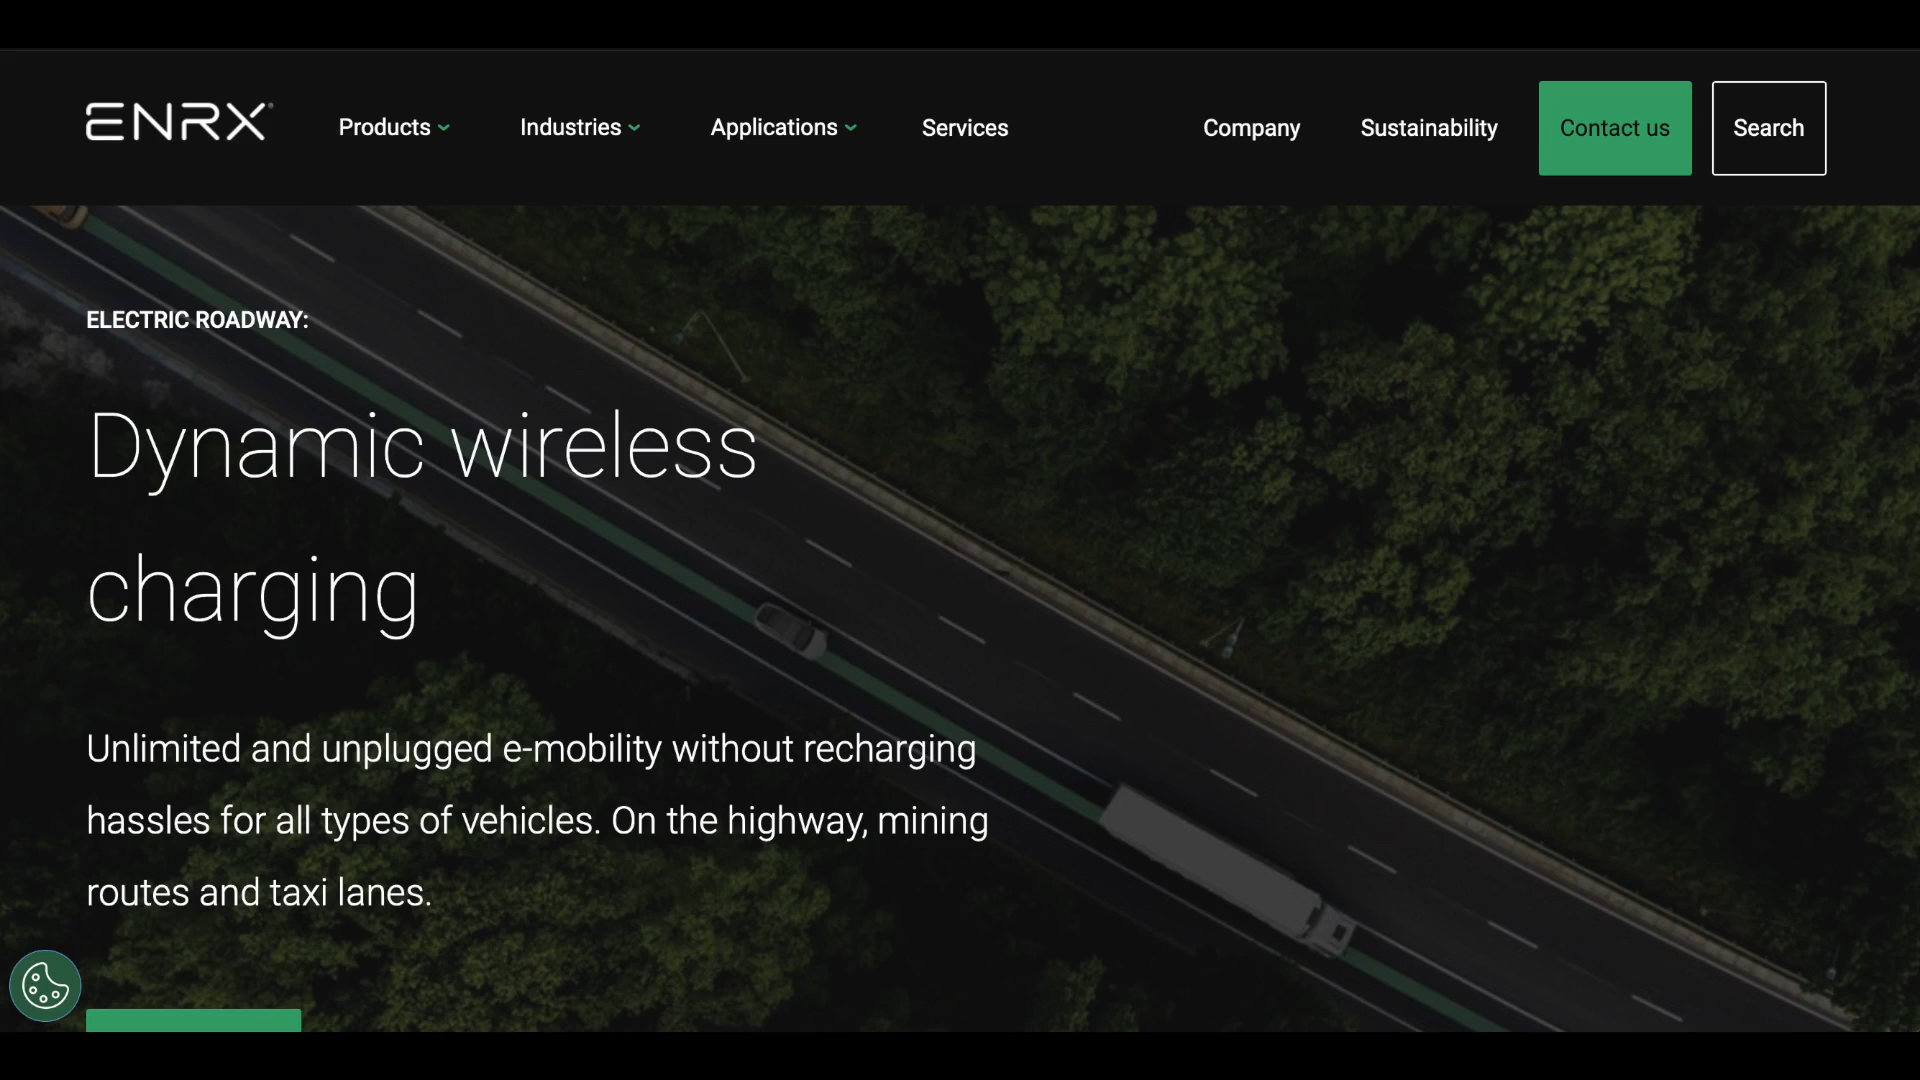 ENRX
Products
Industries
Applications
Services
Company
Sustainability
Contact us
Search
ELECTRIC ROADWAY:
Dynamic wireless
charging
Unlimited and unplugged e-mobility without recharging
hassles for all types of vehicles. On the highway, mining
routes and taxi lanes.